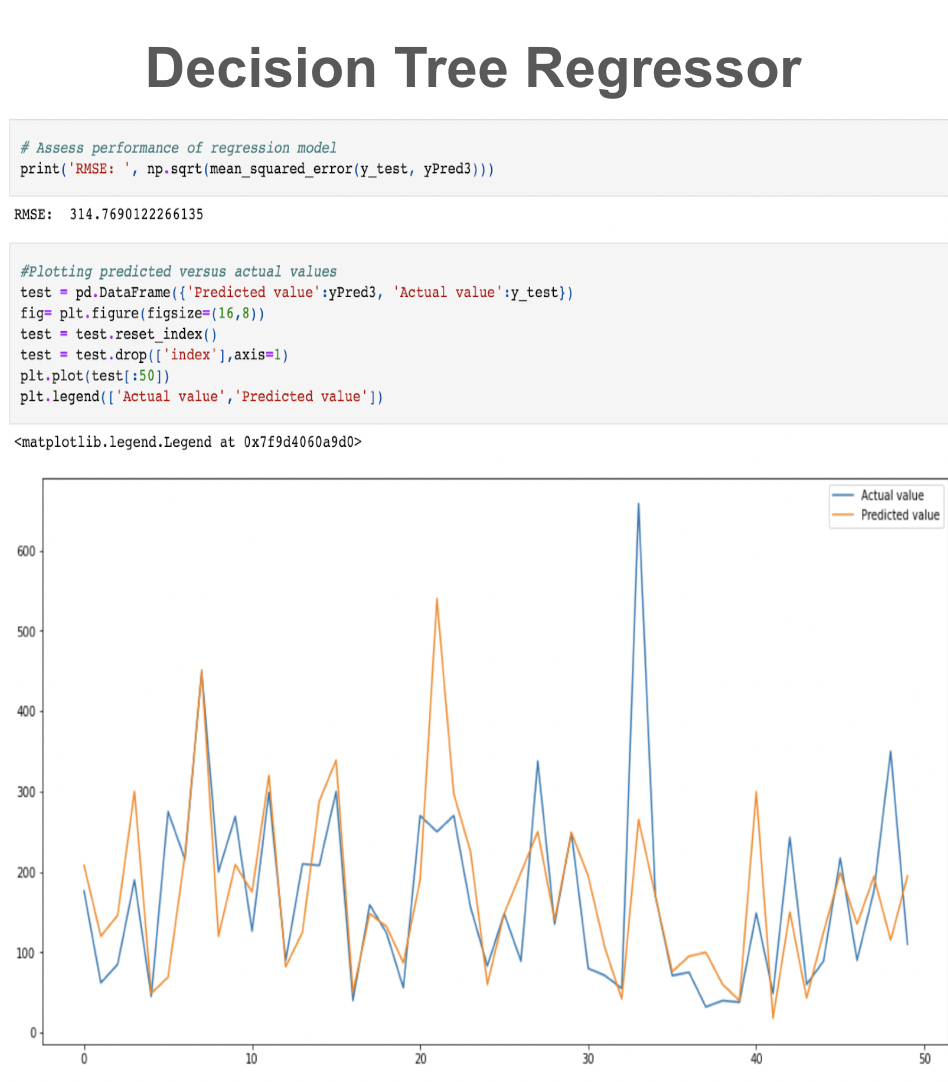 Decision Tree Regressor
# Assess performance of regression model
print('RMSE: ', np.sqrt(mean_squared_error(y_test, yPred3)))
RMSE:  314.7690122266135
#Plotting predicted versus actual values
test = pd.DataFrame({'Predicted value':yPred3, 'Actual value':y_test})
fig= plt.figure(figsize=(16,8))
test = test.reset_index()
test = test.drop(['index'],axis=1)
plt.plot(test[:50])
plt.legend(['Actual value','Predicted value'])
<matplotlib.legend.Legend at 0x7f9d4060a9d0>
Actual value
Predicted value
600
500
400
300
200
100
0
0 10 20 30 40 50